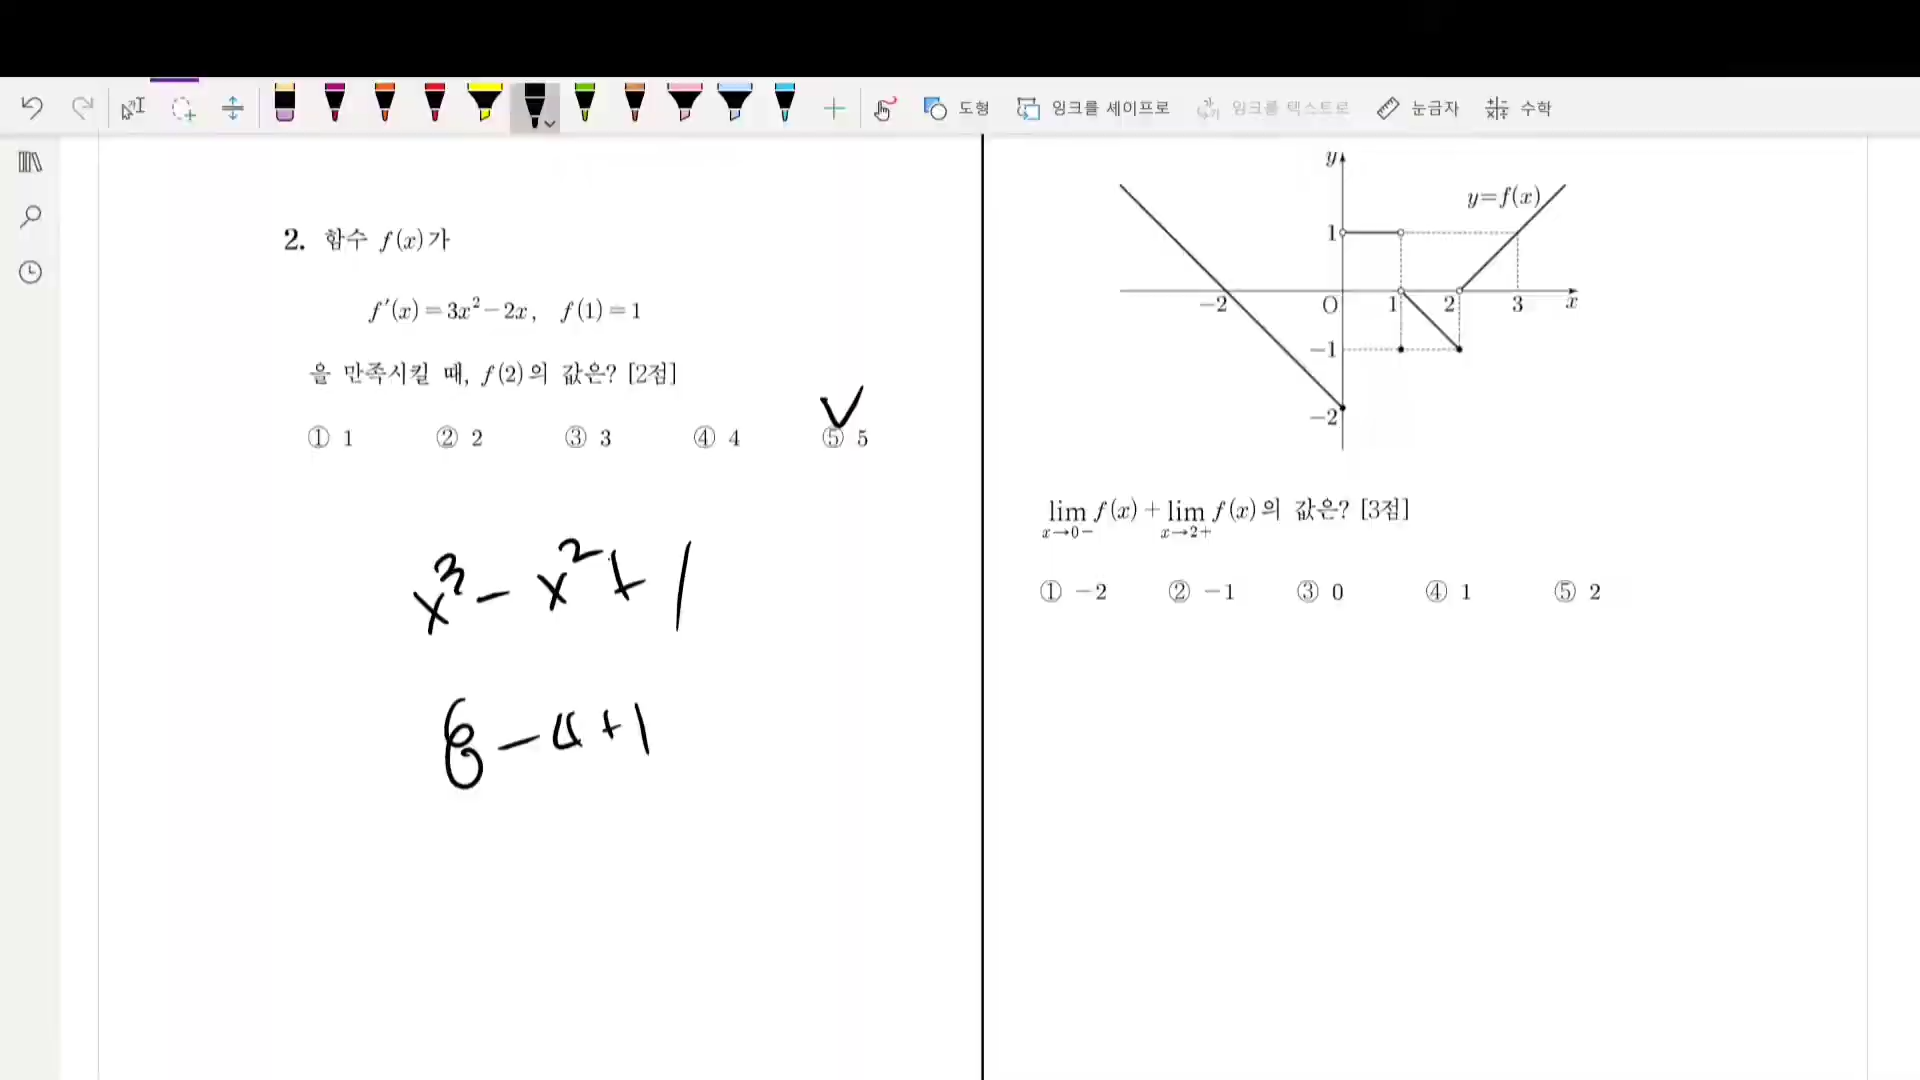 도형 잉크를 셰이프로 잉크를 텍스트로 눈금자 수학
2. 함수 f(x)가
f′(x)=3x²−2x, f(1)=1
을 만족시킬 때, f(2)의 값은? [2점]
① 1 ② 2 ③ 3 ④ 4 ⑤ 5
x³ − x² + 1
8 − 4 + 1
y
y=f(x)
1
−2 O 1 2 3 x
−1
−2
lim f(x)+lim f(x)의 값은? [3점]
x→0− x→2+
① −2 ② −1 ③ 0 ④ 1 ⑤ 2